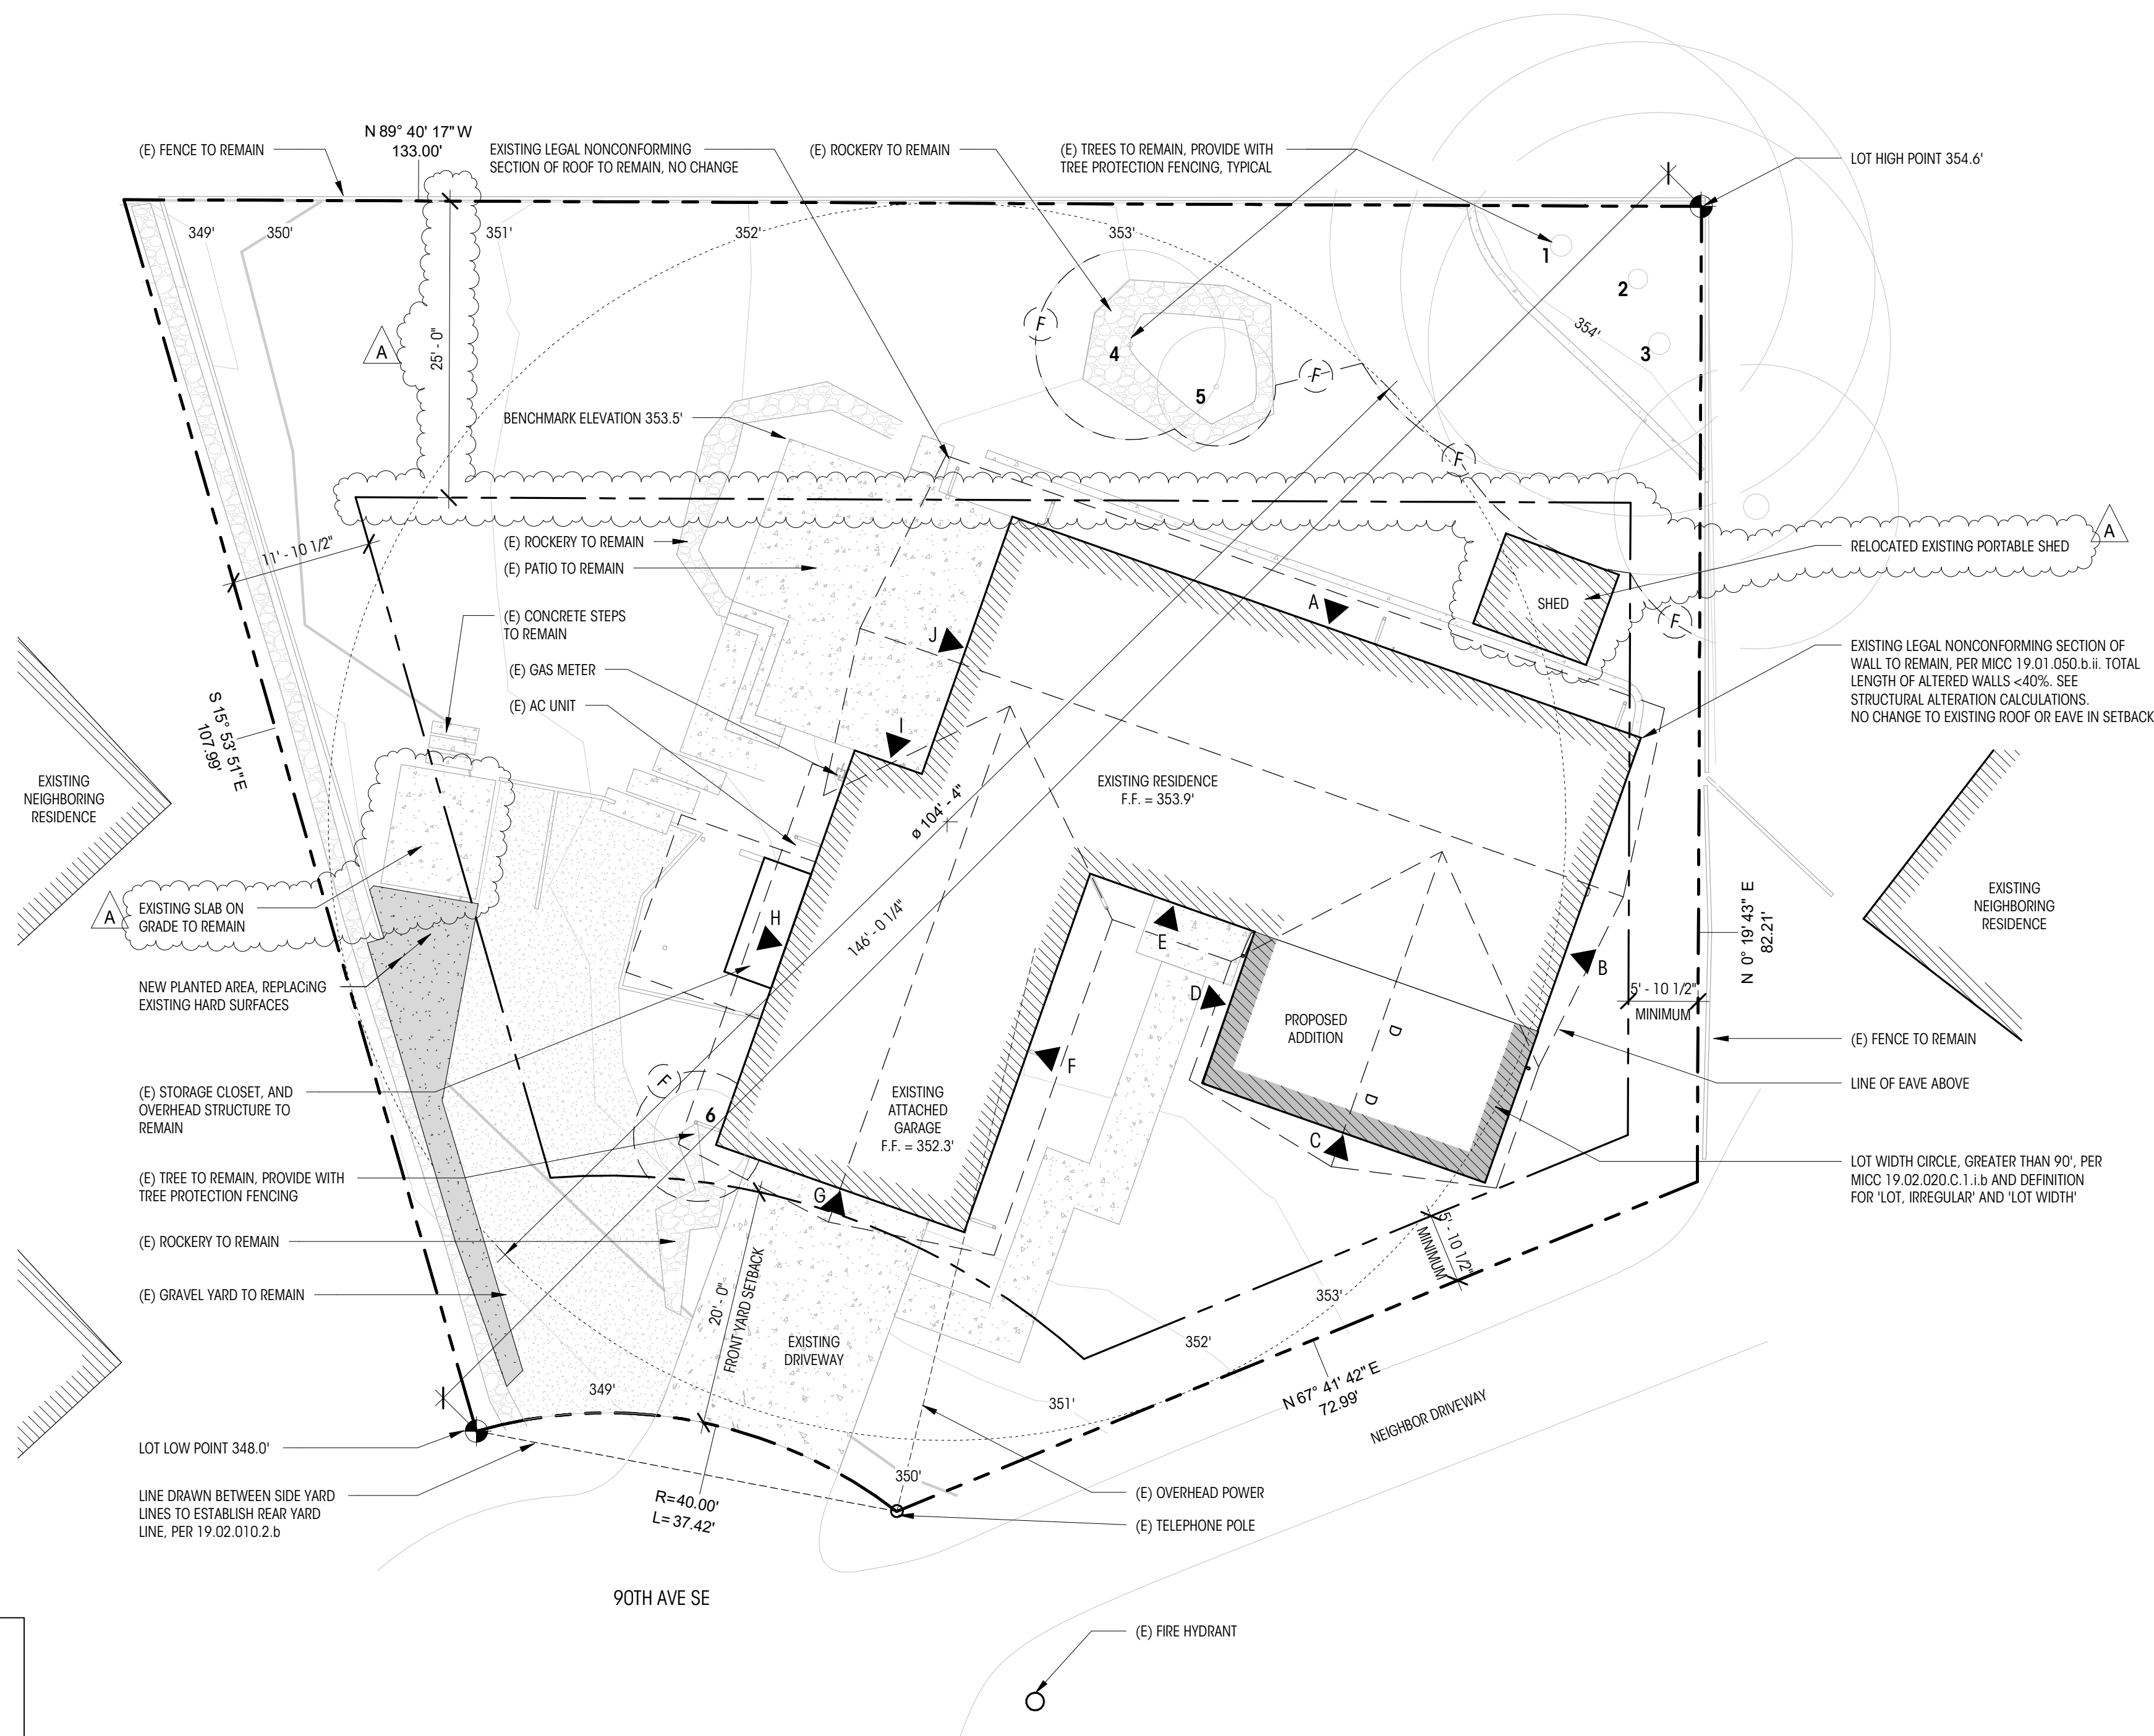 N 89° 40' 17" W
133.00'
(E) FENCE TO REMAIN
EXISTING LEGAL NONCONFORMING
SECTION OF ROOF TO REMAIN, NO CHANGE
(E) ROCKERY TO REMAIN
(E) TREES TO REMAIN, PROVIDE WITH
TREE PROTECTION FENCING, TYPICAL
LOT HIGH POINT 354.6'
349'
350'
351'
352'
353'
1
2
3
354'
4
5
F
F
F
F
A
25' - 0"
BENCHMARK ELEVATION 353.5'
11' - 10 1/2"
(E) ROCKERY TO REMAIN
(E) PATIO TO REMAIN
(E) CONCRETE STEPS
TO REMAIN
(E) GAS METER
(E) AC UNIT
A
RELOCATED EXISTING PORTABLE SHED
SHED
A
J
I
EXISTING LEGAL NONCONFORMING SECTION OF
WALL TO REMAIN, PER MICC 19.01.050.b.ii. TOTAL
LENGTH OF ALTERED WALLS <40%. SEE
STRUCTURAL ALTERATION CALCULATIONS.
NO CHANGE TO EXISTING ROOF OR EAVE IN SETBACK
S 15° 53' 51" E
107.99'
EXISTING
NEIGHBORING
RESIDENCE
EXISTING RESIDENCE
F.F. = 353.9'
ø 104' - 4"
146' - 0 1/4"
EXISTING
NEIGHBORING
RESIDENCE
N 0° 19' 43" E
82.21'
A
EXISTING SLAB ON
GRADE TO REMAIN
H
E
D
B
NEW PLANTED AREA, REPLACING
EXISTING HARD SURFACES
5' - 10 1/2"
MINIMUM
PROPOSED
ADDITION
D
D
(E) FENCE TO REMAIN
F
LINE OF EAVE ABOVE
(E) STORAGE CLOSET, AND
OVERHEAD STRUCTURE TO
REMAIN
F
6
EXISTING
ATTACHED
GARAGE
F.F. = 352.3'
C
G
LOT WIDTH CIRCLE, GREATER THAN 90', PER
MICC 19.02.020.C.1.i.b AND DEFINITION
FOR 'LOT, IRREGULAR' AND 'LOT WIDTH'
(E) TREE TO REMAIN, PROVIDE WITH
TREE PROTECTION FENCING
(E) ROCKERY TO REMAIN
(E) GRAVEL YARD TO REMAIN
20' - 0"
FRONT YARD SETBACK
EXISTING
DRIVEWAY
5' - 10 1/2"
MINIMUM
353'
352'
351'
349'
350'
N 67° 41' 42" E
72.99'
NEIGHBOR DRIVEWAY
LOT LOW POINT 348.0'
LINE DRAWN BETWEEN SIDE YARD
LINES TO ESTABLISH REAR YARD
LINE, PER 19.02.010.2.b
R=40.00'
L= 37.42'
(E) OVERHEAD POWER
(E) TELEPHONE POLE
90TH AVE SE
(E) FIRE HYDRANT